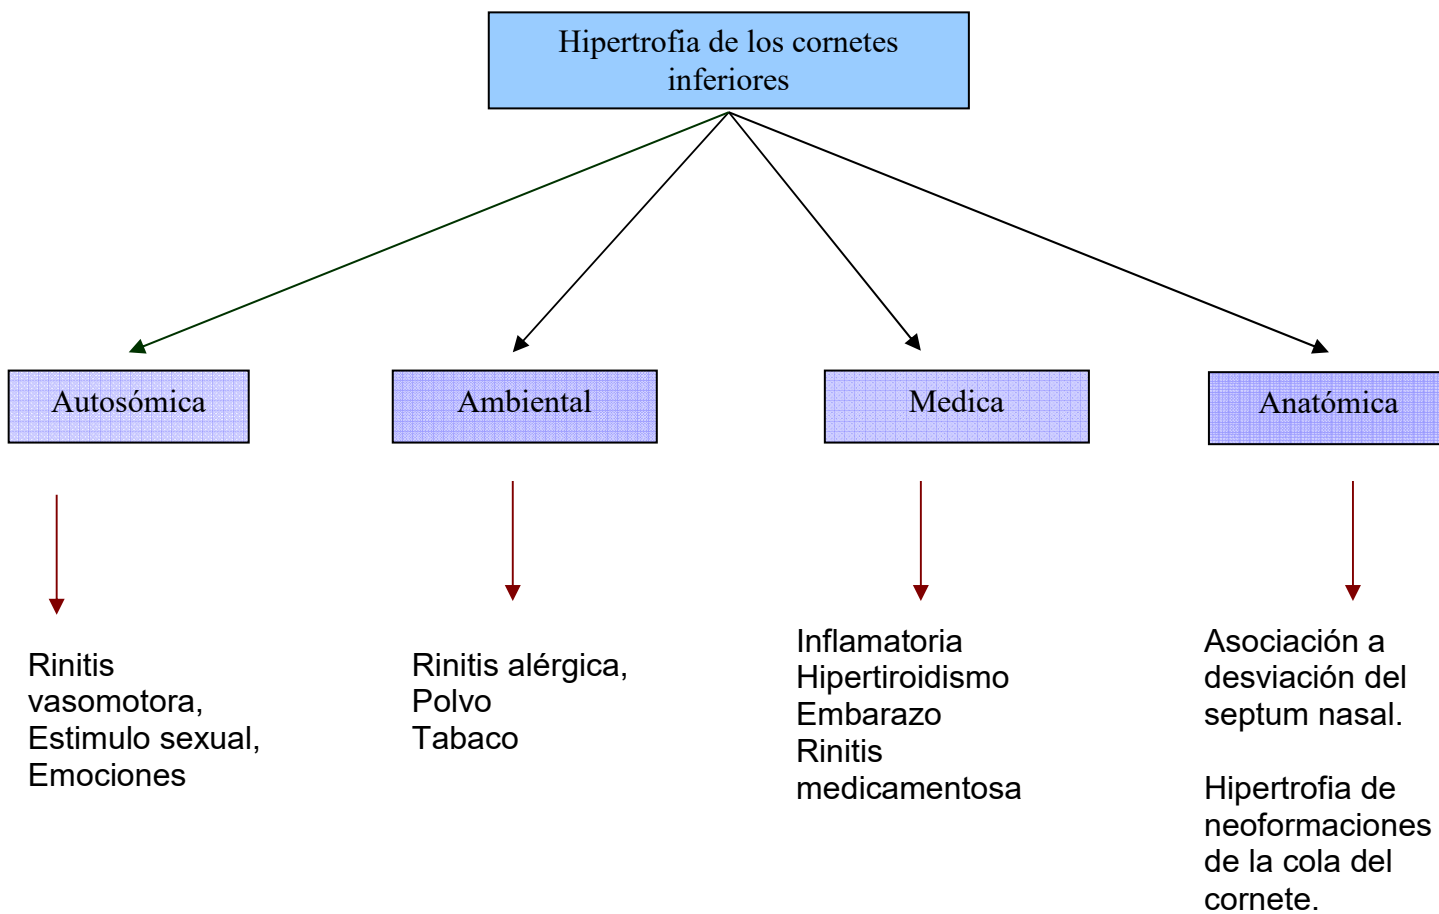 Hipertrofia de los cornetes
inferiores
Autosómica
Ambiental
Medica
Anatómica
Rinitis
vasomotora,
Estimulo sexual,
Emociones
Rinitis alérgica,
Polvo
Tabaco
Inflamatoria
Hipertiroidismo
Embarazo
Rinitis
medicamentosa
Asociación a
desviación del
septum nasal.
Hipertrofia de
neoformaciones
de la cola del
cornete.